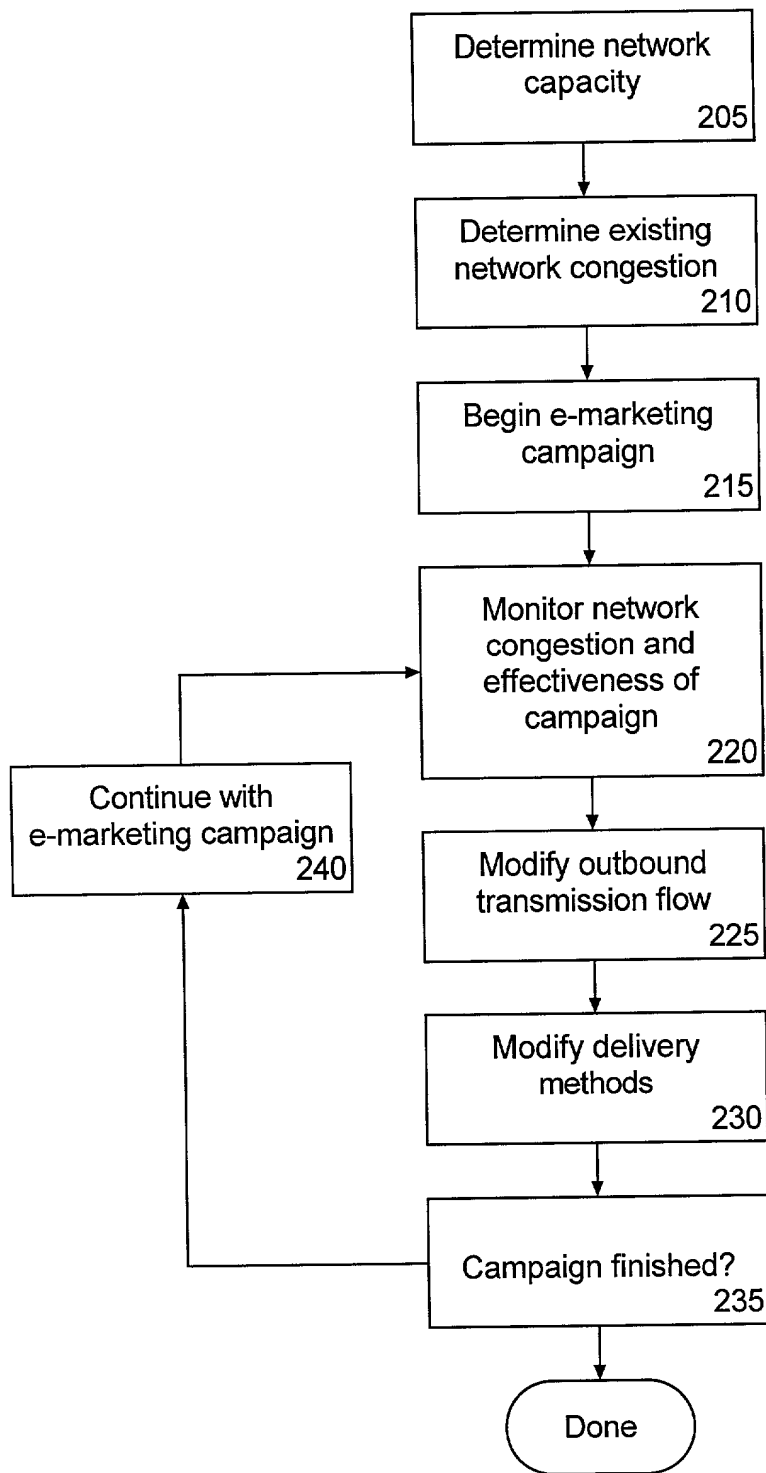 Determine network
capacity
205
Determine existing
network congestion
210
Begin e-marketing
campaign
215
Monitor network
congestion and
effectiveness of
campaign
220
Continue with
e-marketing campaign
240
Modify outbound
transmission flow
225
Modify delivery
methods
230
Campaign finished?
235
Done